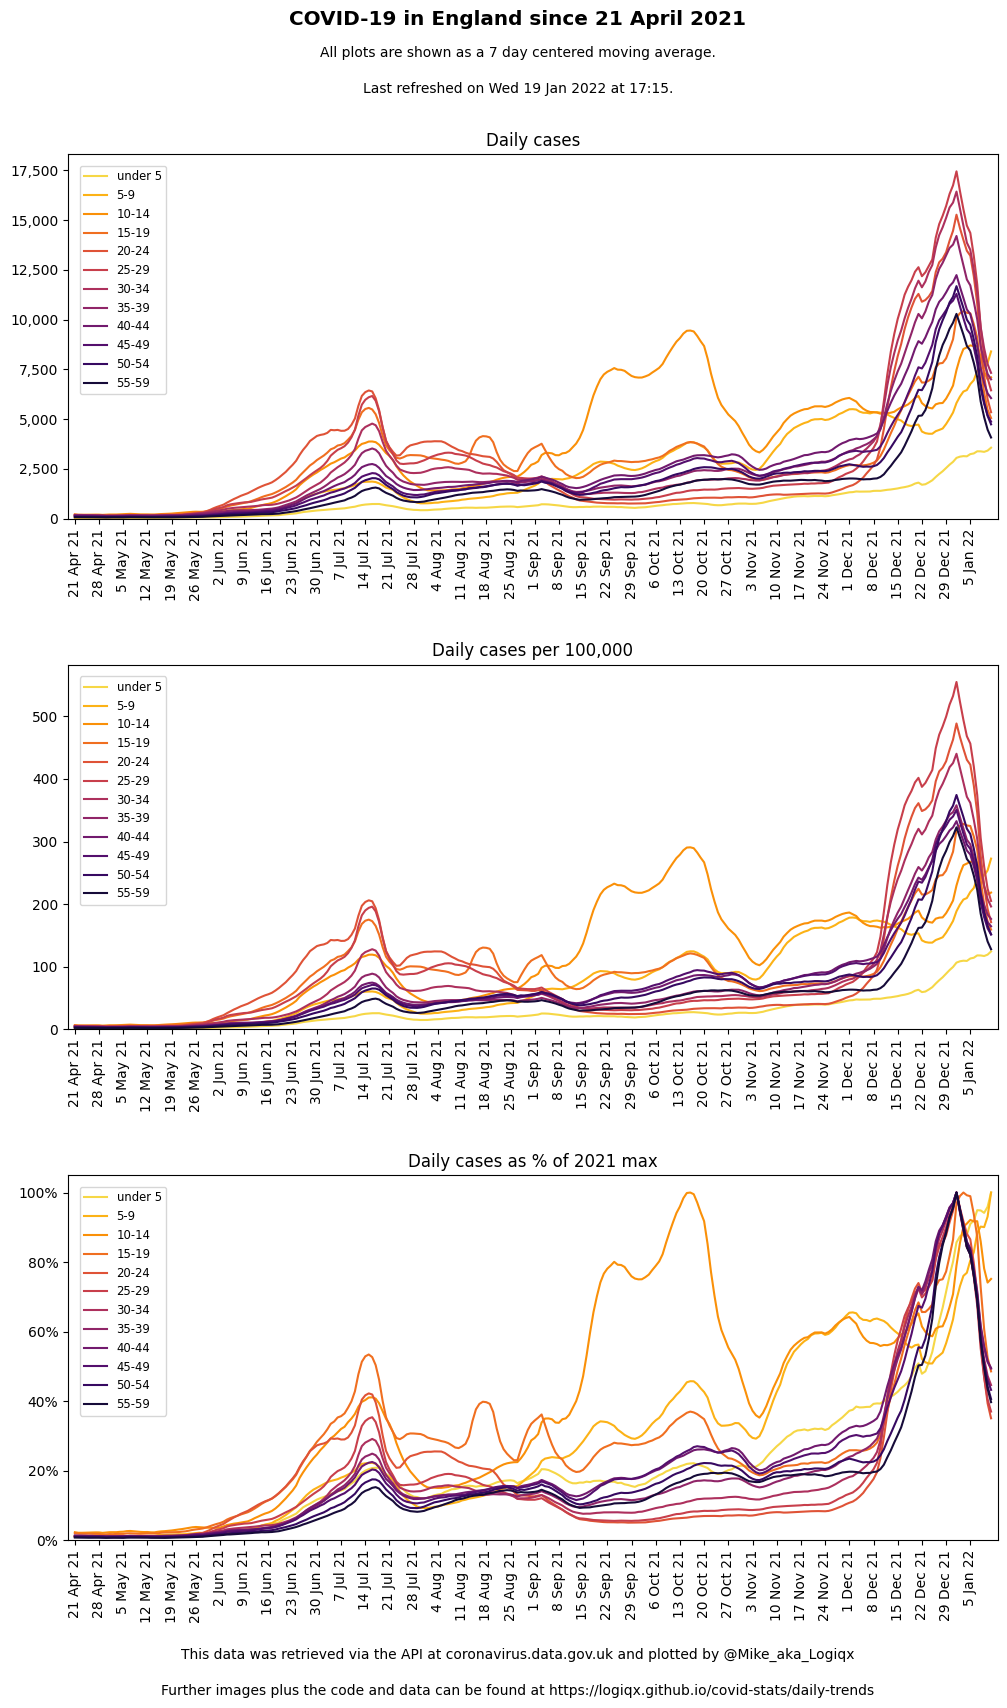 COVID-19 in England since 21 April 2021
All plots are shown as a 7 day centered moving average.
Last refreshed on Wed 19 Jan 2022 at 17:15.
Daily cases
17,500
15,000
12,500
10,000
7,500
5,000
2,500
0
under 5
5-9
10-14
15-19
20-24
25-29
30-34
35-39
40-44
45-49
50-54
55-59
21 Apr 21
28 Apr 21
5 May 21
12 May 21
19 May 21
26 May 21
2 Jun 21
9 Jun 21
16 Jun 21
23 Jun 21
30 Jun 21
7 Jul 21
14 Jul 21
21 Jul 21
28 Jul 21
4 Aug 21
11 Aug 21
18 Aug 21
25 Aug 21
1 Sep 21
8 Sep 21
15 Sep 21
22 Sep 21
29 Sep 21
6 Oct 21
13 Oct 21
20 Oct 21
27 Oct 21
3 Nov 21
10 Nov 21
17 Nov 21
24 Nov 21
1 Dec 21
8 Dec 21
15 Dec 21
22 Dec 21
29 Dec 21
5 Jan 22
Daily cases per 100,000
500
400
300
200
100
0
under 5
5-9
10-14
15-19
20-24
25-29
30-34
35-39
40-44
45-49
50-54
55-59
21 Apr 21
28 Apr 21
5 May 21
12 May 21
19 May 21
26 May 21
2 Jun 21
9 Jun 21
16 Jun 21
23 Jun 21
30 Jun 21
7 Jul 21
14 Jul 21
21 Jul 21
28 Jul 21
4 Aug 21
11 Aug 21
18 Aug 21
25 Aug 21
1 Sep 21
8 Sep 21
15 Sep 21
22 Sep 21
29 Sep 21
6 Oct 21
13 Oct 21
20 Oct 21
27 Oct 21
3 Nov 21
10 Nov 21
17 Nov 21
24 Nov 21
1 Dec 21
8 Dec 21
15 Dec 21
22 Dec 21
29 Dec 21
5 Jan 22
Daily cases as % of 2021 max
100%
80%
60%
40%
20%
0%
under 5
5-9
10-14
15-19
20-24
25-29
30-34
35-39
40-44
45-49
50-54
55-59
21 Apr 21
28 Apr 21
5 May 21
12 May 21
19 May 21
26 May 21
2 Jun 21
9 Jun 21
16 Jun 21
23 Jun 21
30 Jun 21
7 Jul 21
14 Jul 21
21 Jul 21
28 Jul 21
4 Aug 21
11 Aug 21
18 Aug 21
25 Aug 21
1 Sep 21
8 Sep 21
15 Sep 21
22 Sep 21
29 Sep 21
6 Oct 21
13 Oct 21
20 Oct 21
27 Oct 21
3 Nov 21
10 Nov 21
17 Nov 21
24 Nov 21
1 Dec 21
8 Dec 21
15 Dec 21
22 Dec 21
29 Dec 21
5 Jan 22
This data was retrieved via the API at coronavirus.data.gov.uk and plotted by @Mike_aka_Logiqx
Further images plus the code and data can be found at https://logiqx.github.io/covid-stats/daily-trends